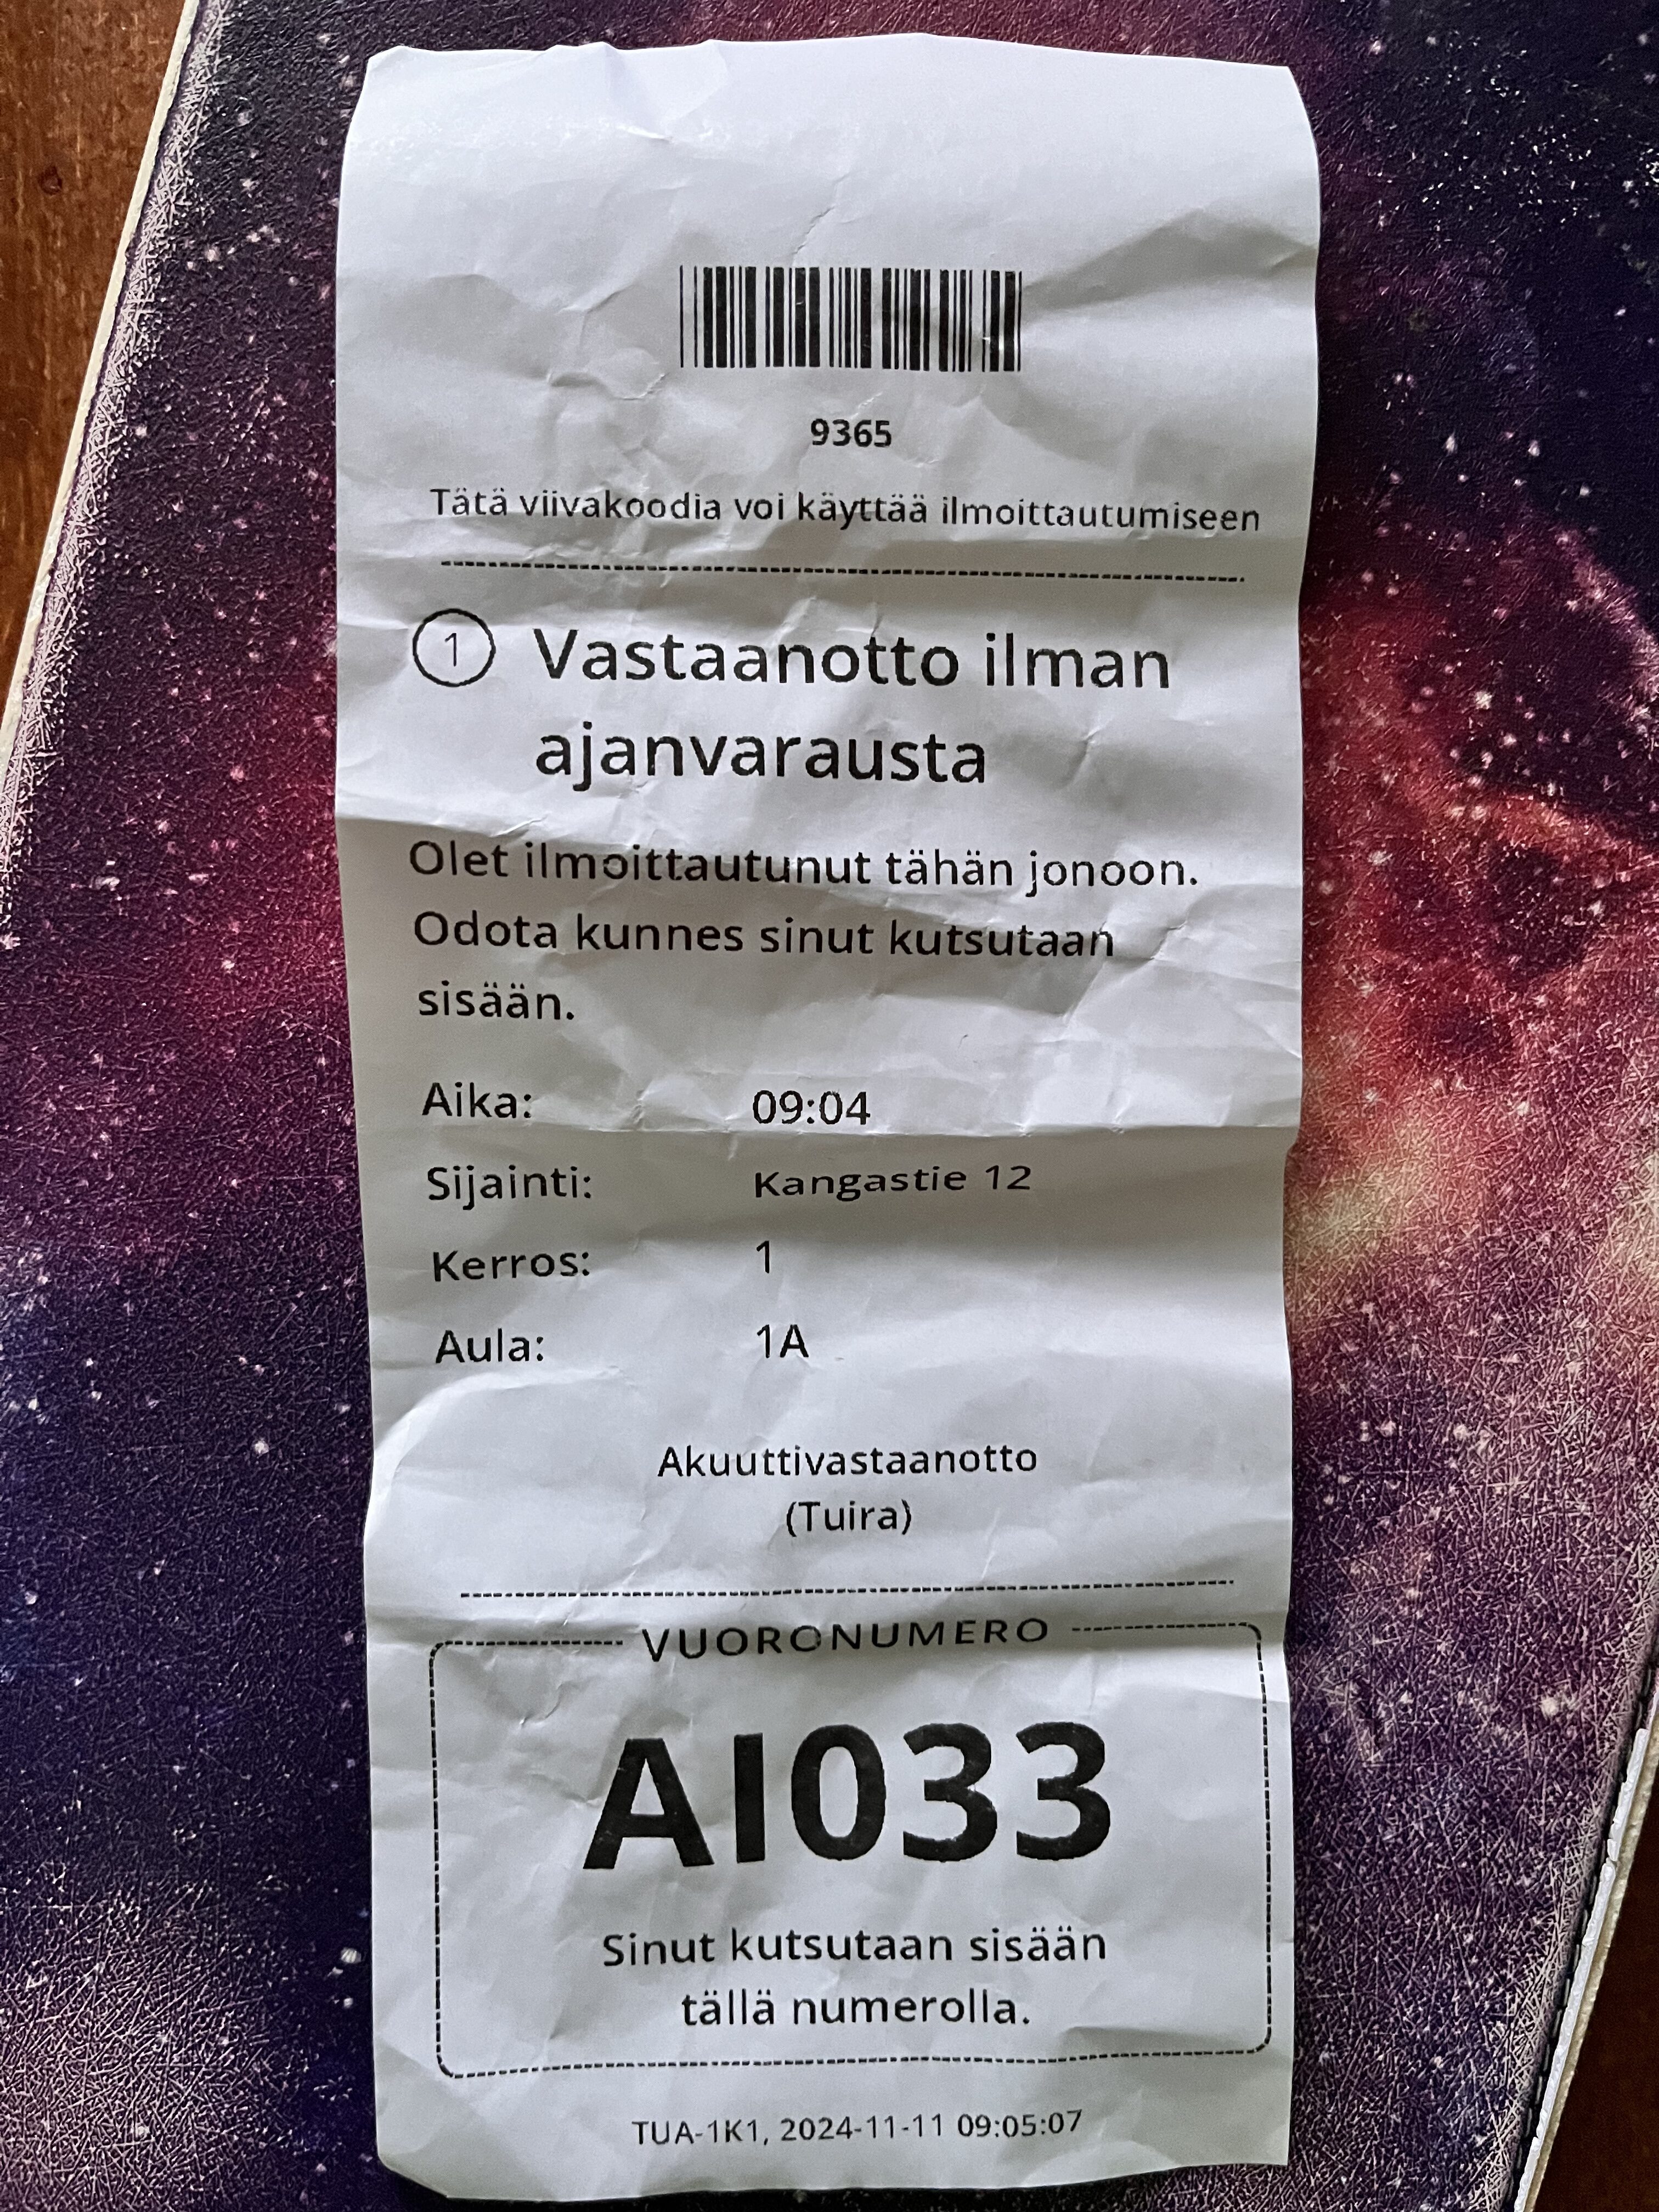 9365
Tätä viivakoodia voi käyttää ilmoittautumiseen
1 Vastaanotto ilman
ajanvarausta
Olet ilmoittautunut tähän jonoon.
Odota kunnes sinut kutsutaan
sisään.
Aika: 09:04
Sijainti: Kangastie 12
Kerros: 1
Aula: 1A
Akuuttivastaanotto
(Tuira)
VUORONUMERO
AI033
Sinut kutsutaan sisään
tällä numerolla.
TUA-1K1, 2024-11-11 09:05:07